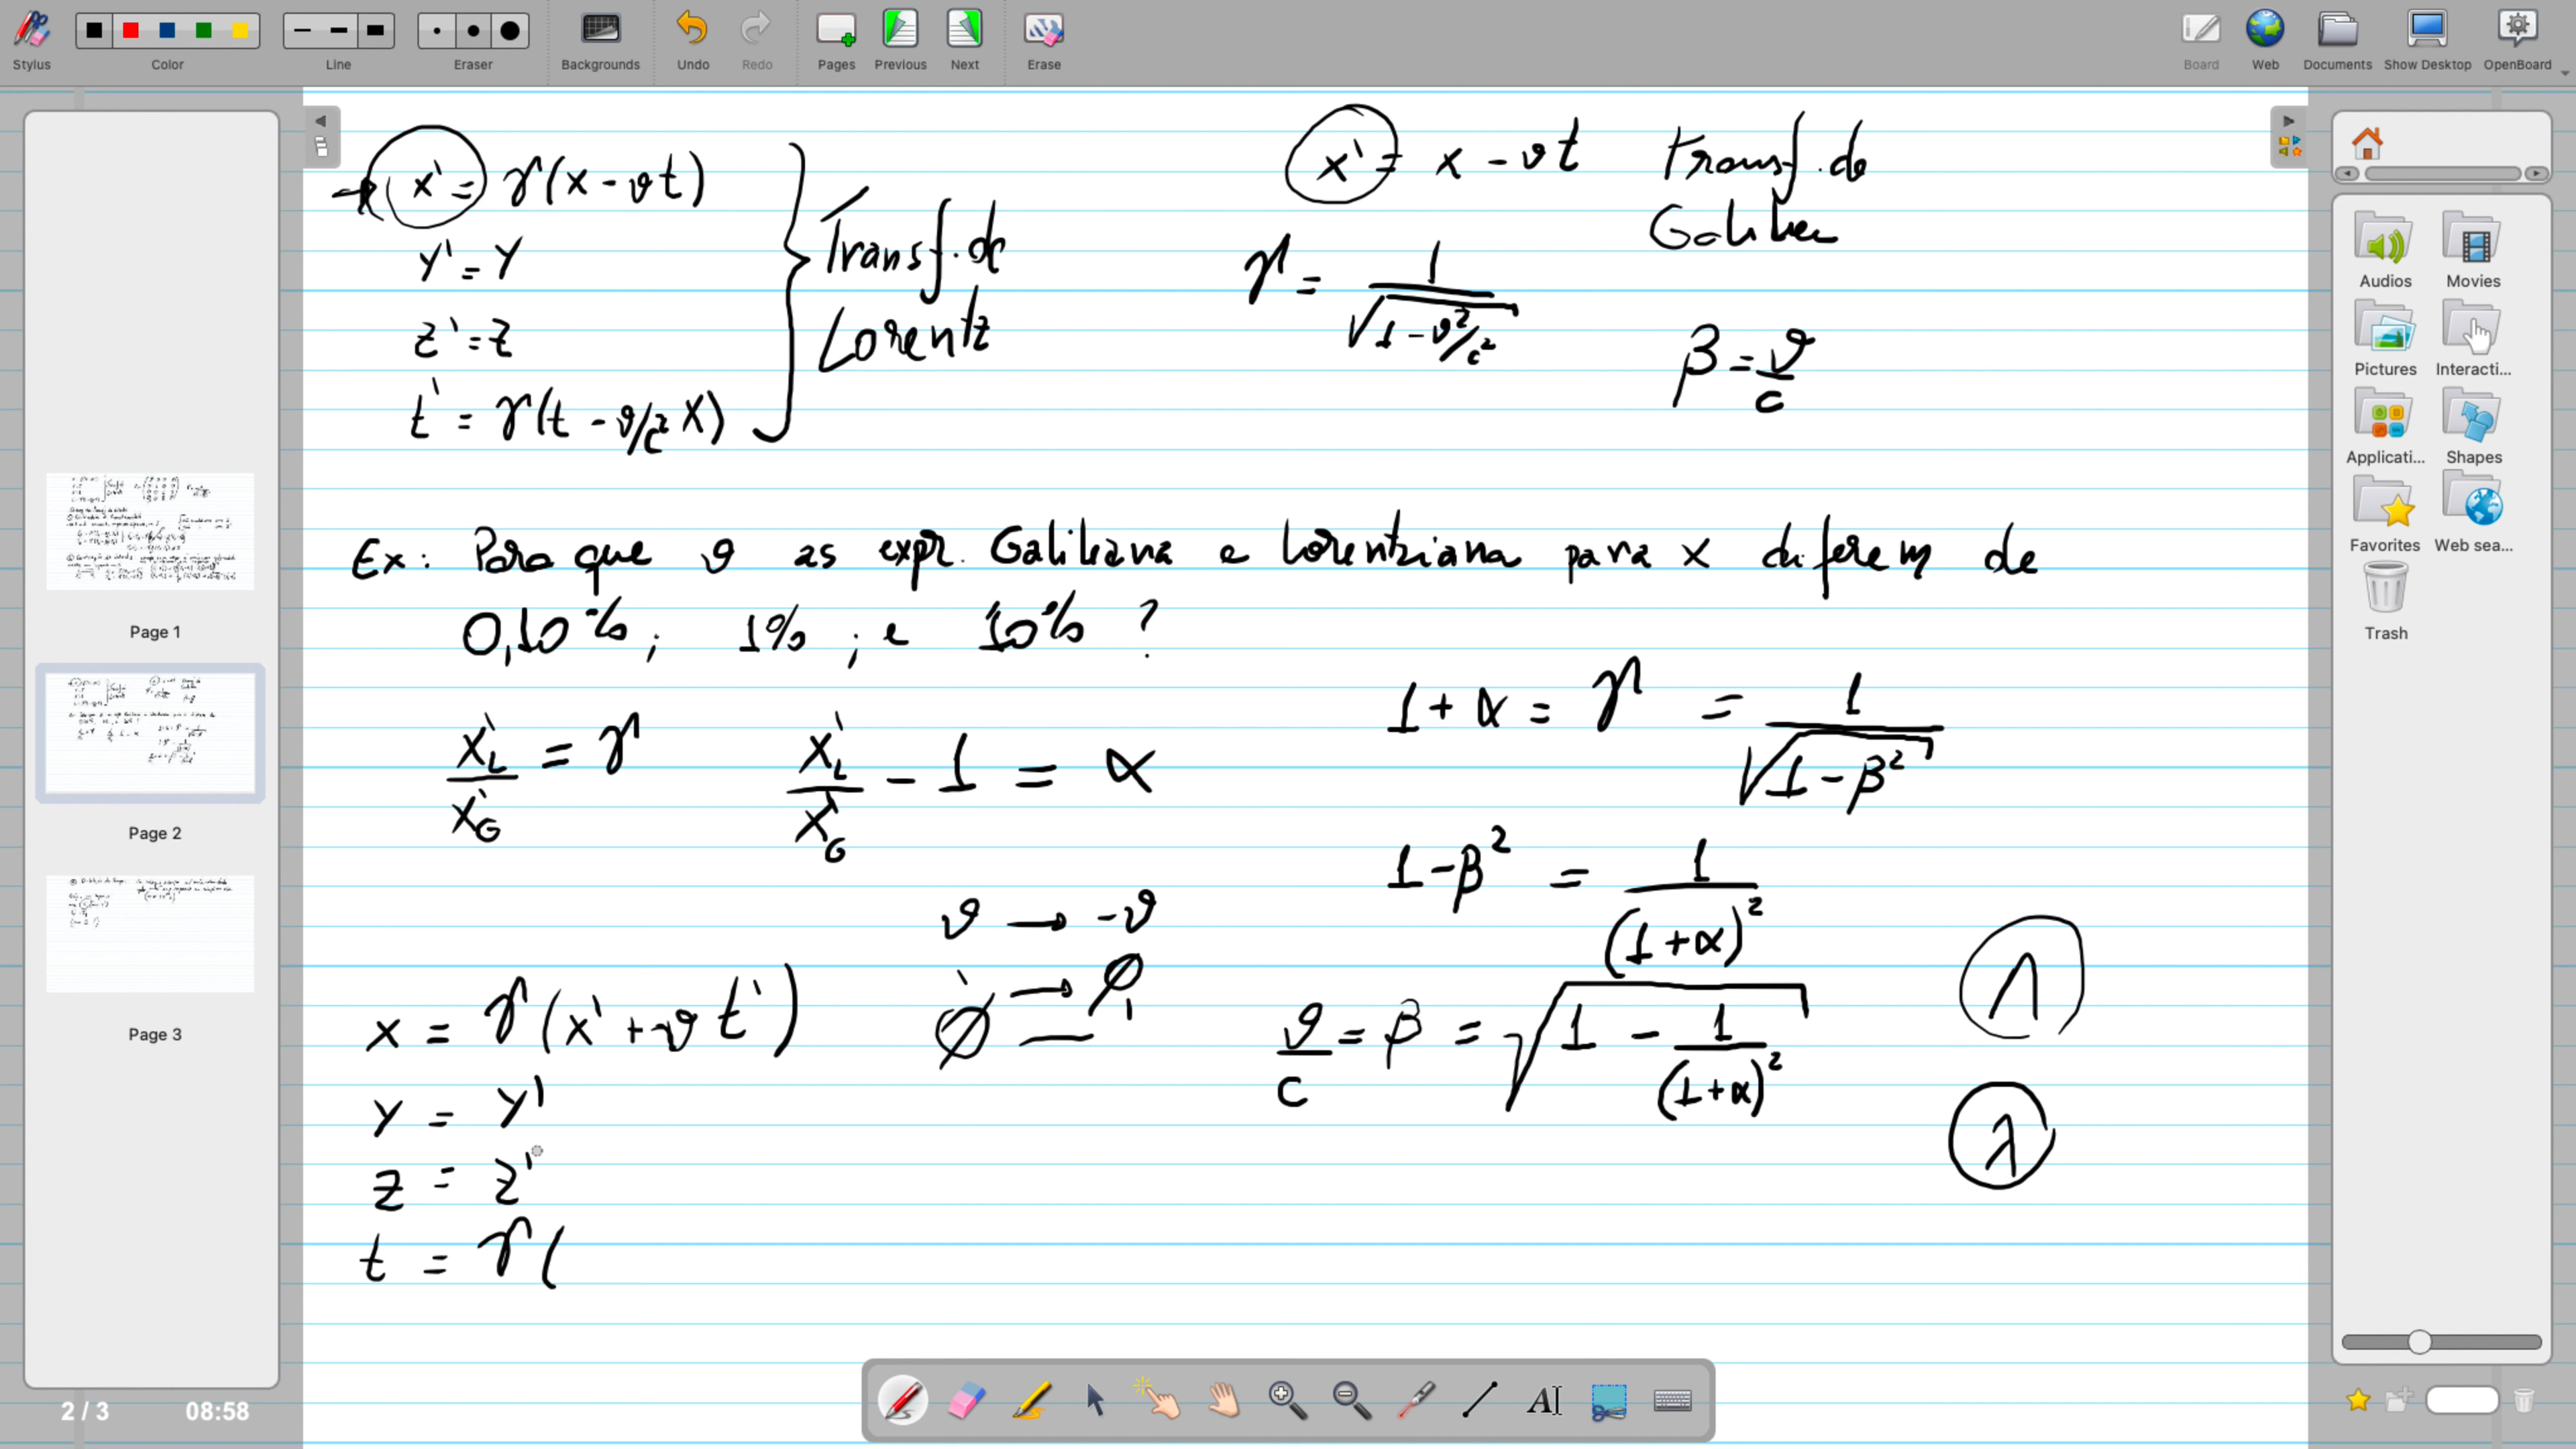 Stylus
Color
Line
Eraser
Backgrounds
Undo
Redo
Pages
Previous
Next
Erase
Board
Web
Documents
Show Desktop
OpenBoard
x' = γ(x - vt)
y' = y
z' = z
t' = γ(t - v/c² x)
Transf. de
Lorentz
x' = x - vt
Transf. de
Galileu
γ = 1/√(1 - v²/c²)
β = v/c
Ex: Para que v as expr. Galileana e Lorentziana para x diferem de
0,10%; 1%; e 10%?
x'L/x'G = γ
x'L/x'G - 1 = α
1 + α = γ = 1/√(1 - β²)
1 - β² = 1/(1 + α)²
v/c = β = √(1 - 1/(1 + α)²)
v → -v
x = γ(x' + vt')
y = y'
z = z'
t = γ(
Λ
λ
Page 1
Page 2
Page 3
2 / 3
08:58
Audios
Movies
Pictures
Interacti...
Applicati...
Shapes
Favorites
Web sea...
Trash